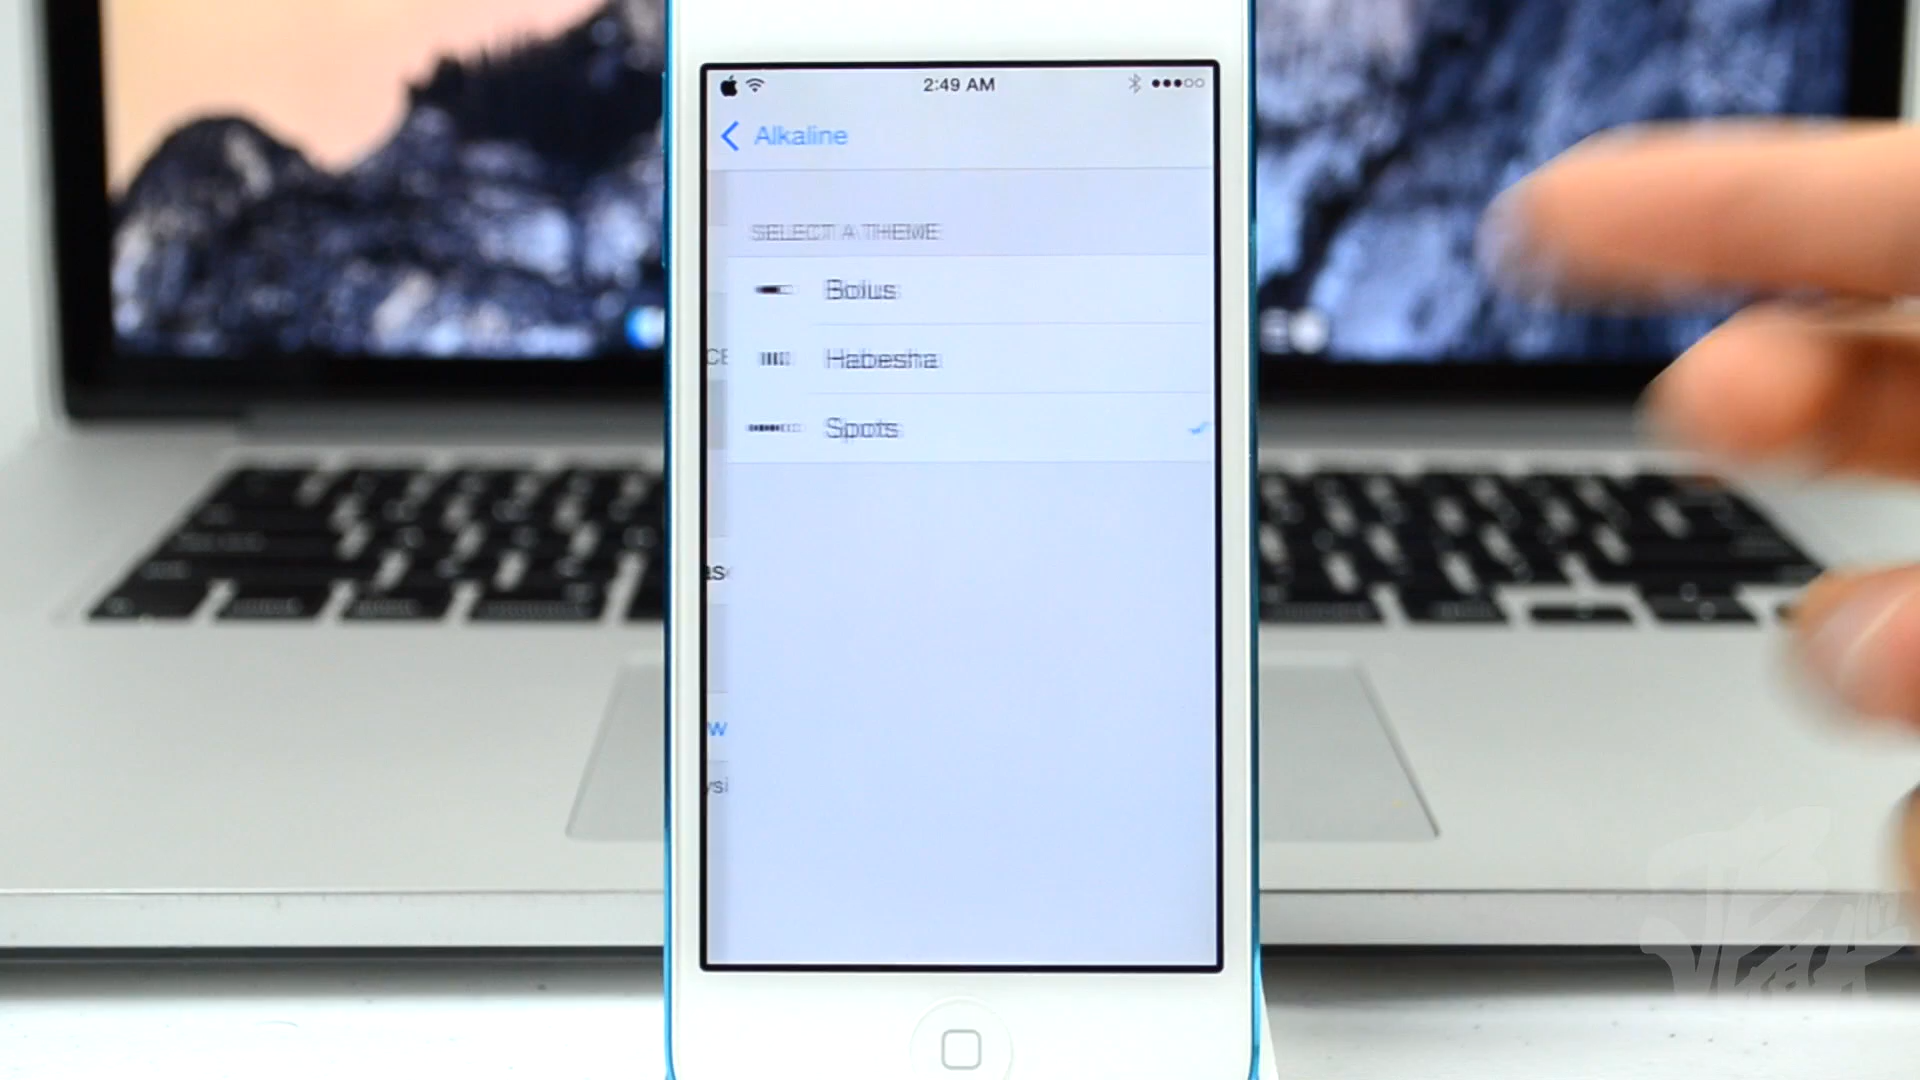 2:49 AM
Alkaline
SELECT A THEME
Bolus
Habesha
Spots